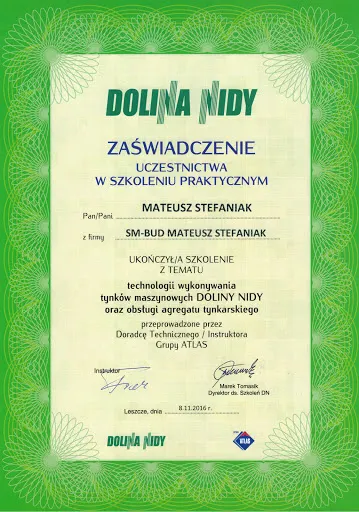 DOLINA NIDY
ZAŚWIADCZENIE
UCZESTNICTWA
W SZKOLENIU PRAKTYCZNYM
MATEUSZ STEFANIAK
Pan/Pani
SM-BUD MATEUSZ STEFANIAK
z firmy
UKOŃCZYŁ/A SZKOLENIE
Z TEMATU
technologii wykonywania
tynków maszynowych DOLINY NIDY
oraz obsługi agregatu tynkarskiego
przeprowadzone przez
Doradcę Technicznego / Instruktora
Grupy ATLAS
Instruktor
Marek Tomasik
Dyrektor ds. Szkoleń DN
Leszcze, dnia 8.11.2016 r.
DOLINA NIDY
ATLAS